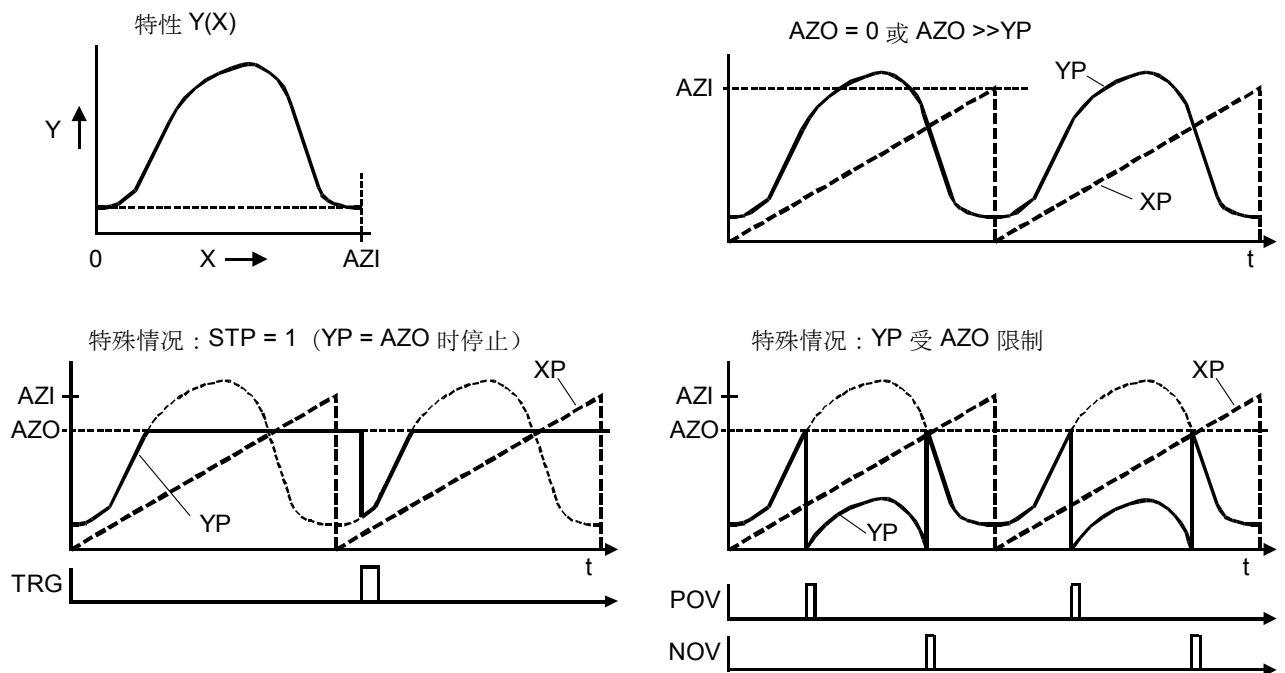 特性 Y(X)
Y
0
X
AZI
AZO = 0 或 AZO >>YP
AZI
YP
XP
t
特殊情况：STP = 1（YP = AZO 时停止）
AZI
AZO
XP
YP
t
TRG
特殊情况：YP 受 AZO 限制
AZI
AZO
XP
YP
t
POV
NOV